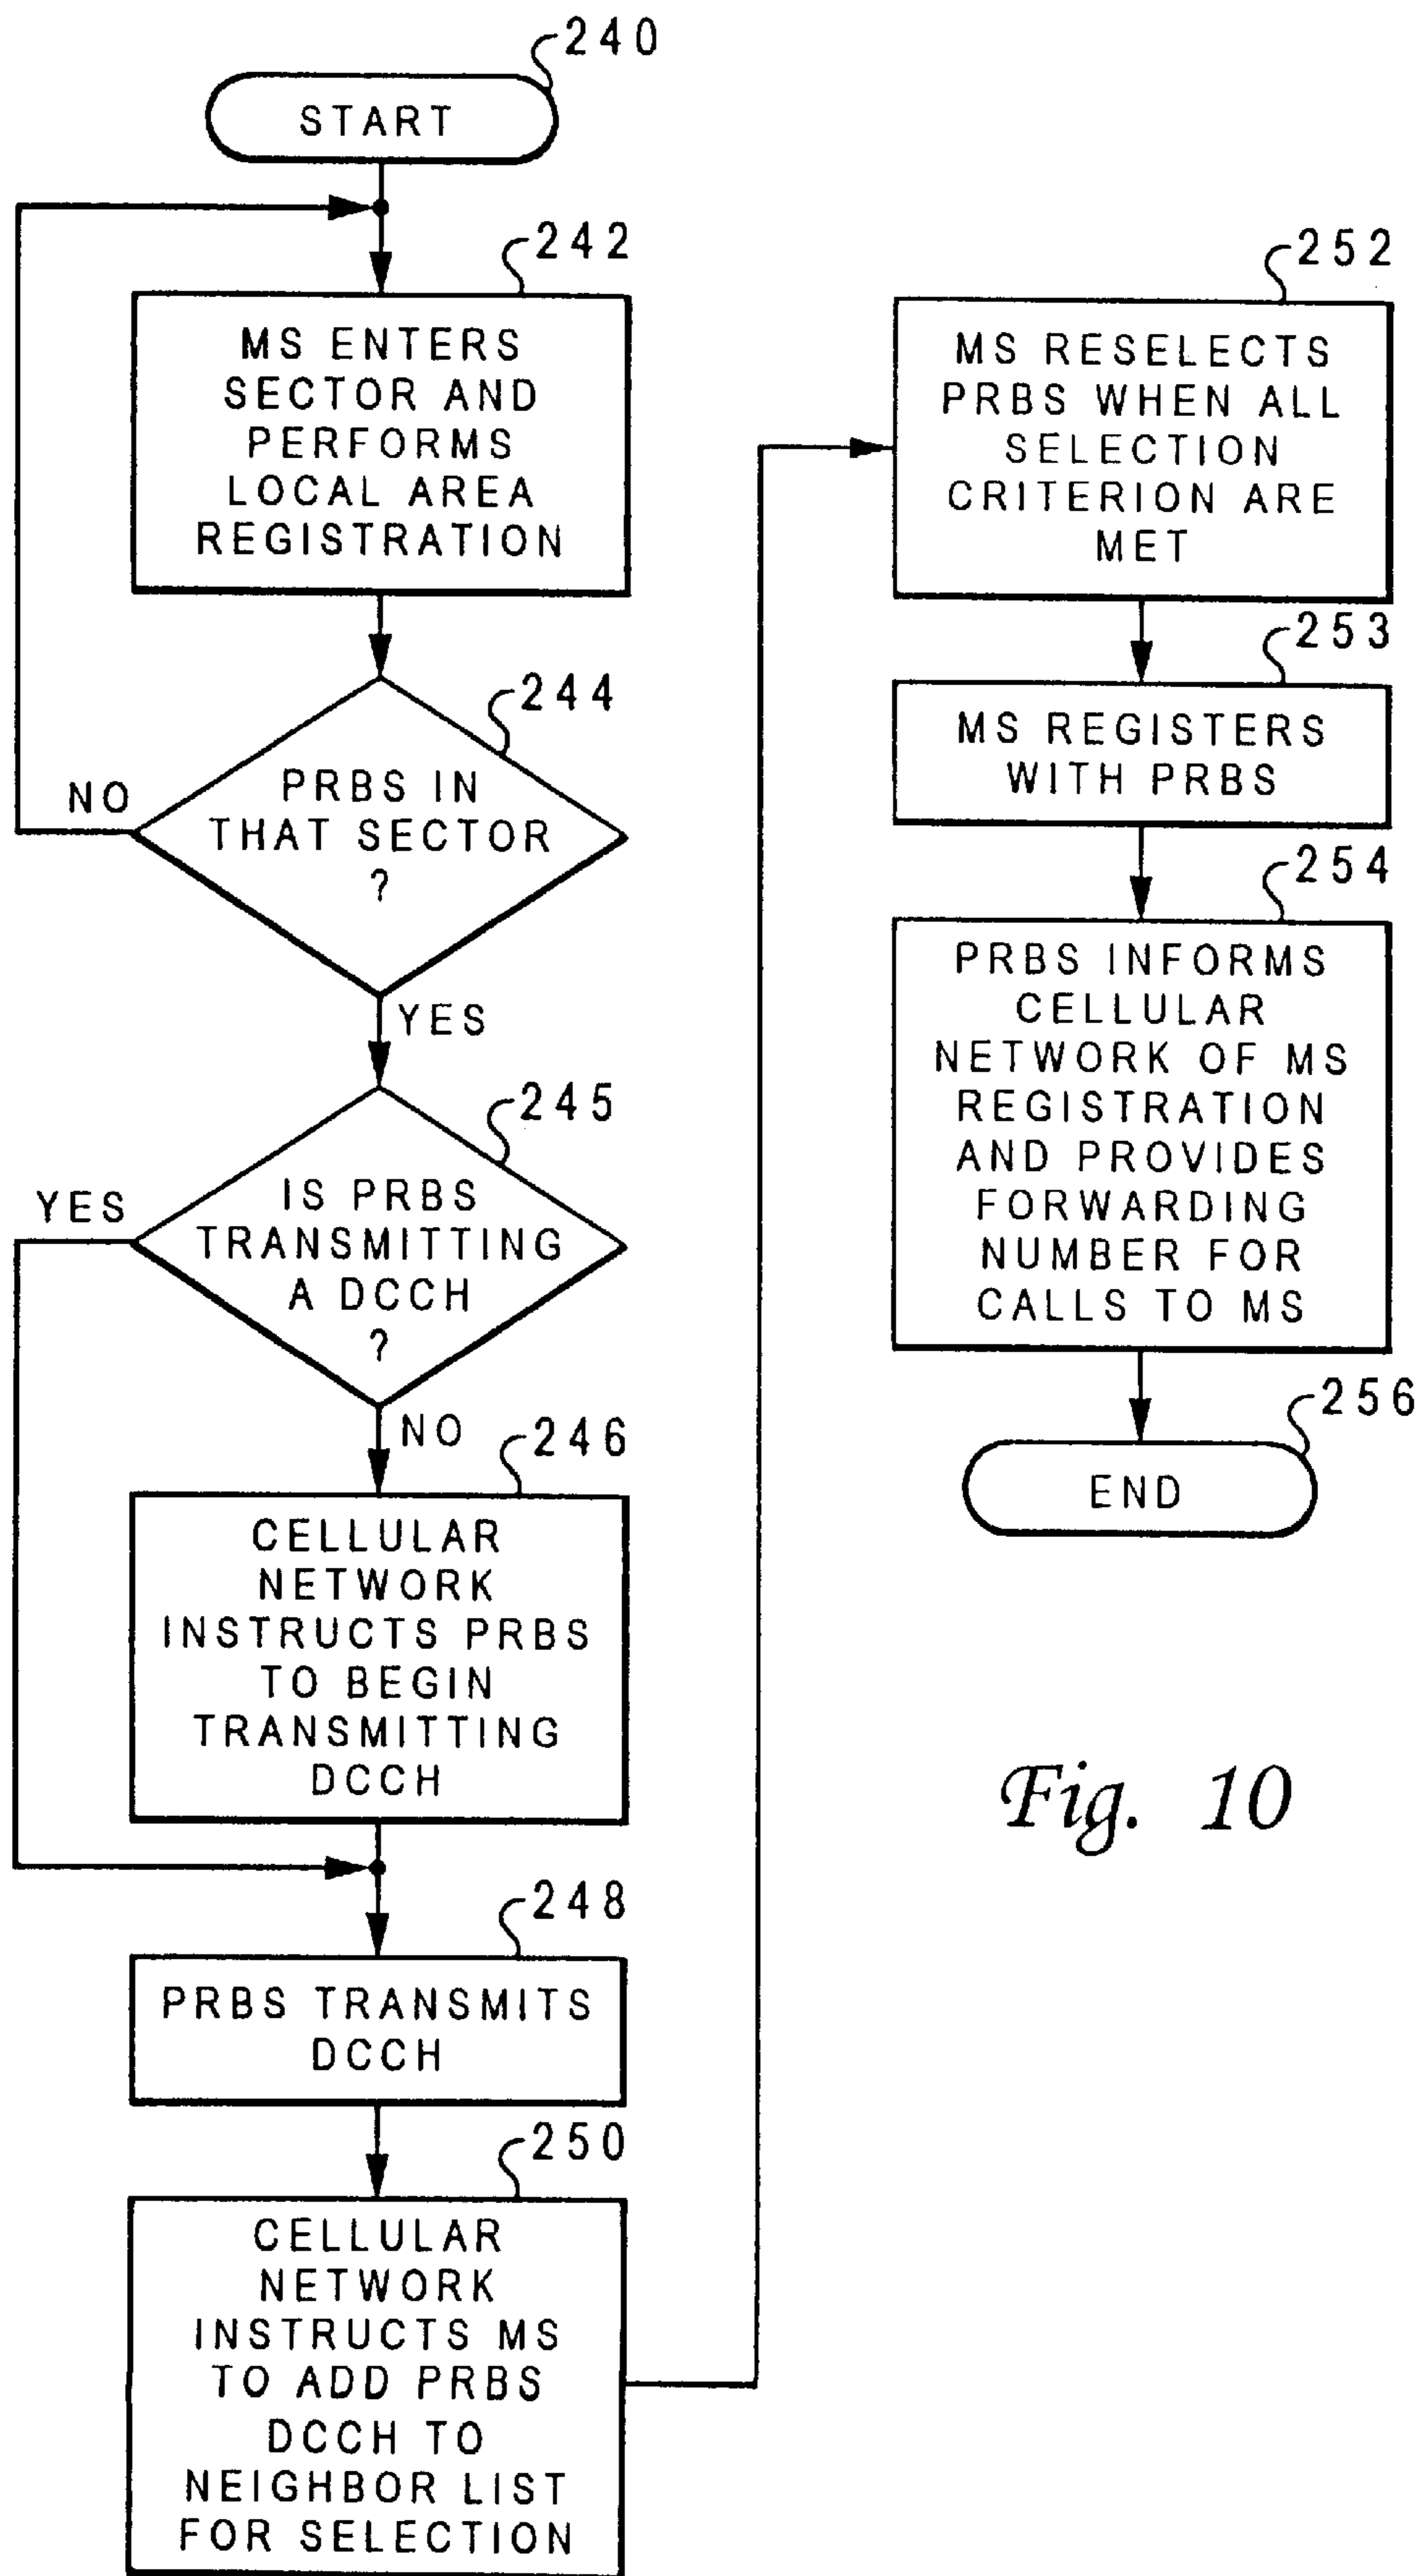 240
START
242
MS ENTERS
SECTOR AND
PERFORMS
LOCAL AREA
REGISTRATION
244
PRBS IN
THAT SECTOR
?
NO
YES
245
IS PRBS
TRANSMITTING
A DCCH
?
YES
NO
246
CELLULAR
NETWORK
INSTRUCTS PRBS
TO BEGIN
TRANSMITTING
DCCH
248
PRBS TRANSMITS
DCCH
250
CELLULAR
NETWORK
INSTRUCTS MS
TO ADD PRBS
DCCH TO
NEIGHBOR LIST
FOR SELECTION
252
MS RESELECTS
PRBS WHEN ALL
SELECTION
CRITERION ARE
MET
253
MS REGISTERS
WITH PRBS
254
PRBS INFORMS
CELLULAR
NETWORK OF MS
REGISTRATION
AND PROVIDES
FORWARDING
NUMBER FOR
CALLS TO MS
256
END
Fig. 10